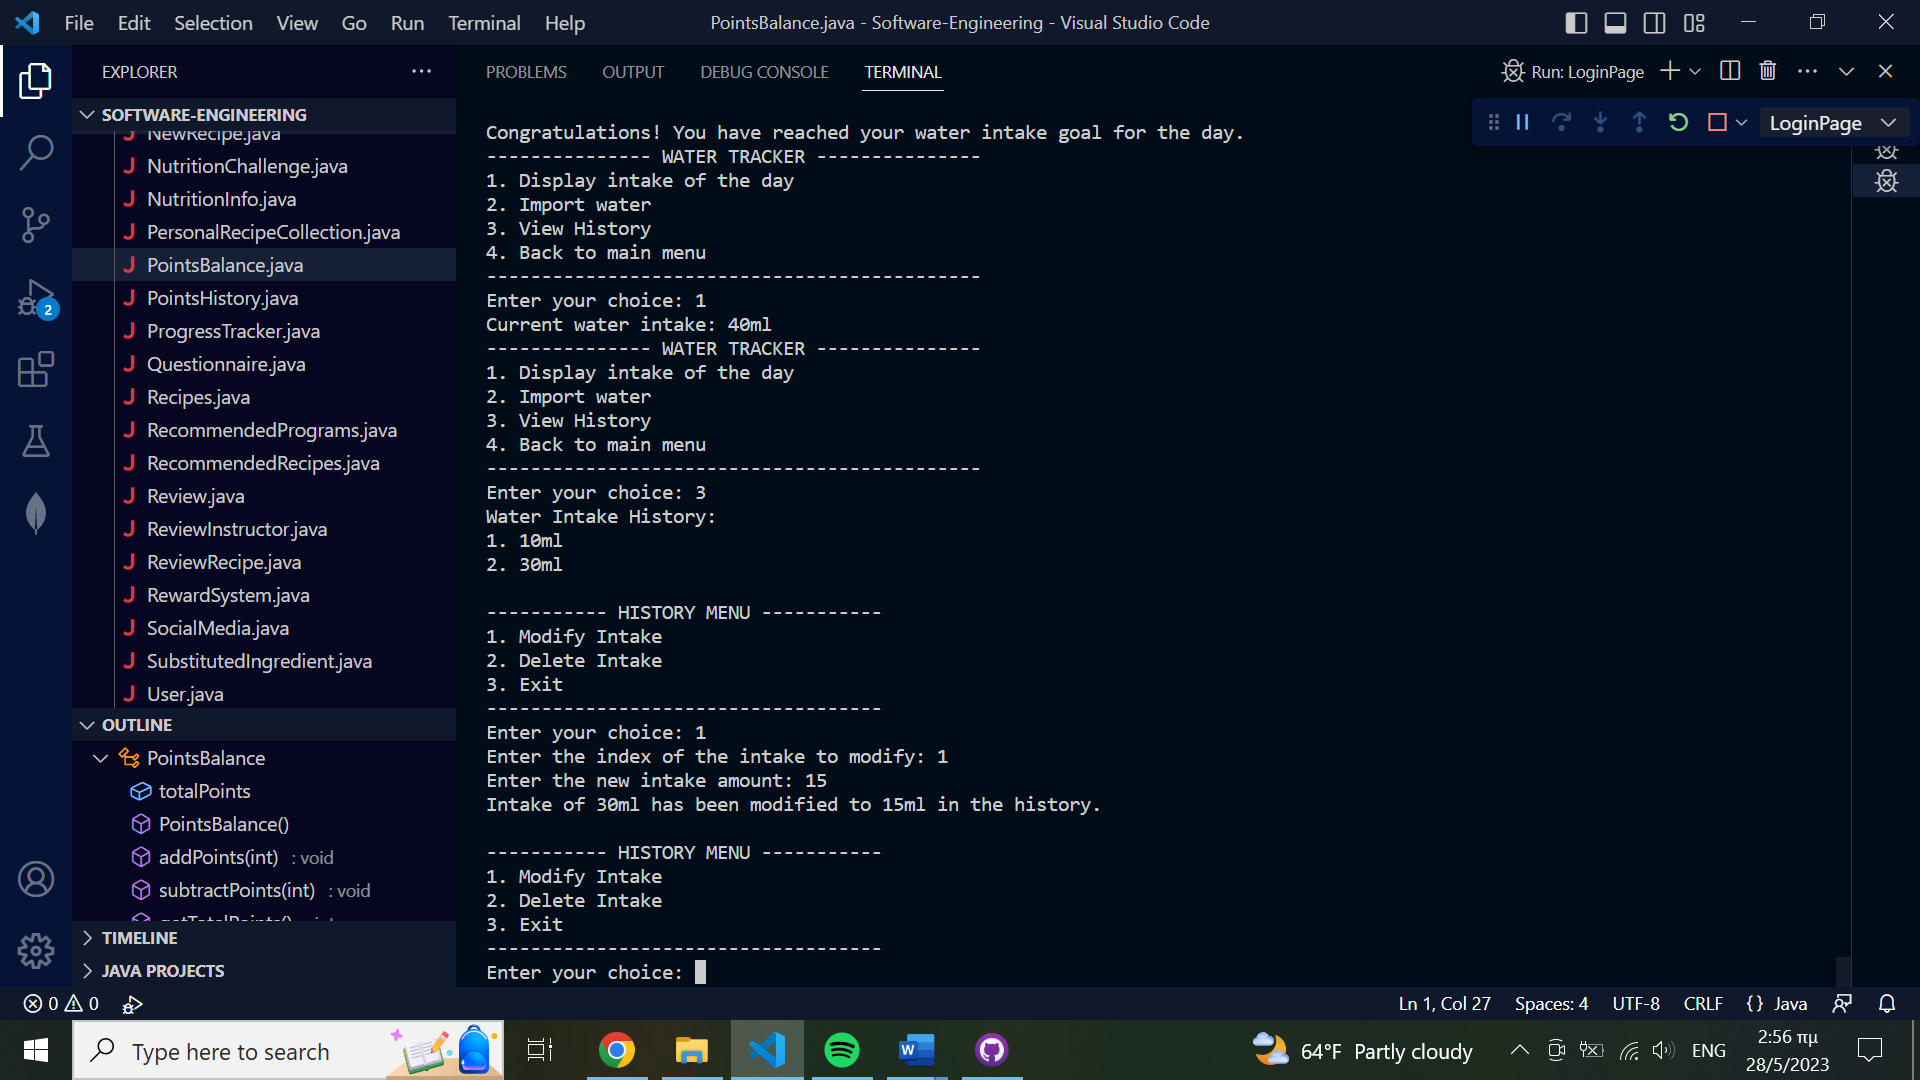 File Edit Selection View Go Run Terminal Help
PointsBalance.java - Software-Engineering - Visual Studio Code
EXPLORER
SOFTWARE-ENGINEERING
NewRecipe.java
NutritionChallenge.java
NutritionInfo.java
PersonalRecipeCollection.java
PointsBalance.java
PointsHistory.java
ProgressTracker.java
Questionnaire.java
Recipes.java
RecommendedPrograms.java
RecommendedRecipes.java
Review.java
ReviewInstructor.java
ReviewRecipe.java
RewardSystem.java
SocialMedia.java
SubstitutedIngredient.java
User.java
2
OUTLINE
PointsBalance
totalPoints
PointsBalance()
addPoints(int) : void
subtractPoints(int) : void
getTotalPoints() : int
TIMELINE
JAVA PROJECTS
PROBLEMS OUTPUT DEBUG CONSOLE TERMINAL
Run: LoginPage
LoginPage
Congratulations! You have reached your water intake goal for the day.
--------------- WATER TRACKER ---------------
1. Display intake of the day
2. Import water
3. View History
4. Back to main menu
---------------------------------------------
Enter your choice: 1
Current water intake: 40ml
--------------- WATER TRACKER ---------------
1. Display intake of the day
2. Import water
3. View History
4. Back to main menu
---------------------------------------------
Enter your choice: 3
Water Intake History:
1. 10ml
2. 30ml
----------- HISTORY MENU -----------
1. Modify Intake
2. Delete Intake
3. Exit
------------------------------------
Enter your choice: 1
Enter the index of the intake to modify: 1
Enter the new intake amount: 15
Intake of 30ml has been modified to 15ml in the history.
----------- HISTORY MENU -----------
1. Modify Intake
2. Delete Intake
3. Exit
------------------------------------
Enter your choice:
0 0
Ln 1, Col 27 Spaces: 4 UTF-8 CRLF {} Java
Type here to search
64°F Partly cloudy
ENG
2:56 πμ
28/5/2023